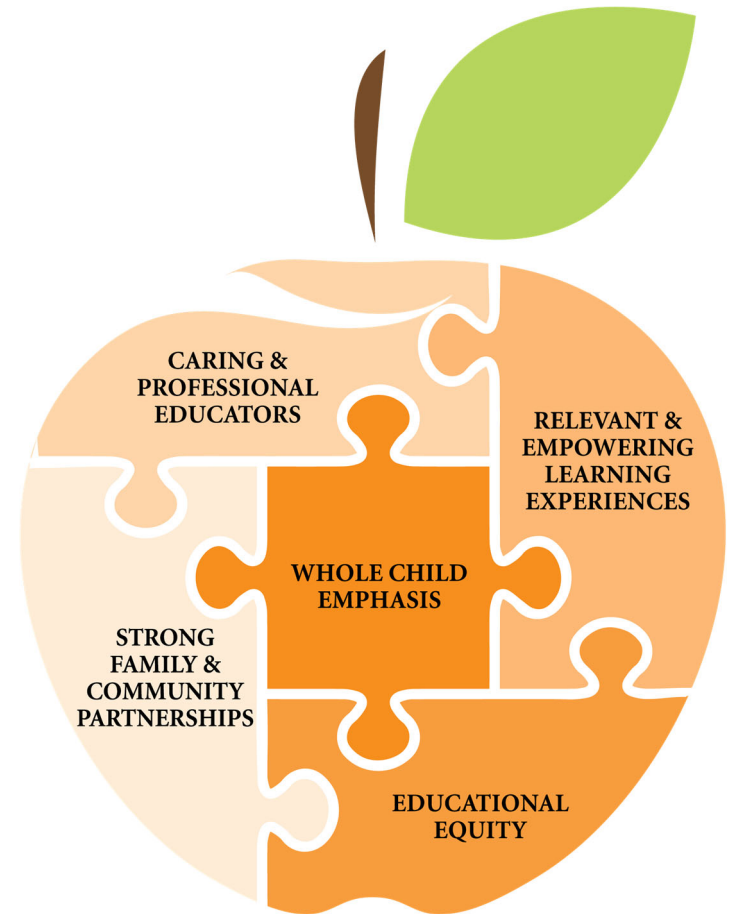 CARING &
PROFESSIONAL
EDUCATORS
RELEVANT &
EMPOWERING
LEARNING
EXPERIENCES
WHOLE CHILD
EMPHASIS
STRONG
FAMILY &
COMMUNITY
PARTNERSHIPS
EDUCATIONAL
EQUITY